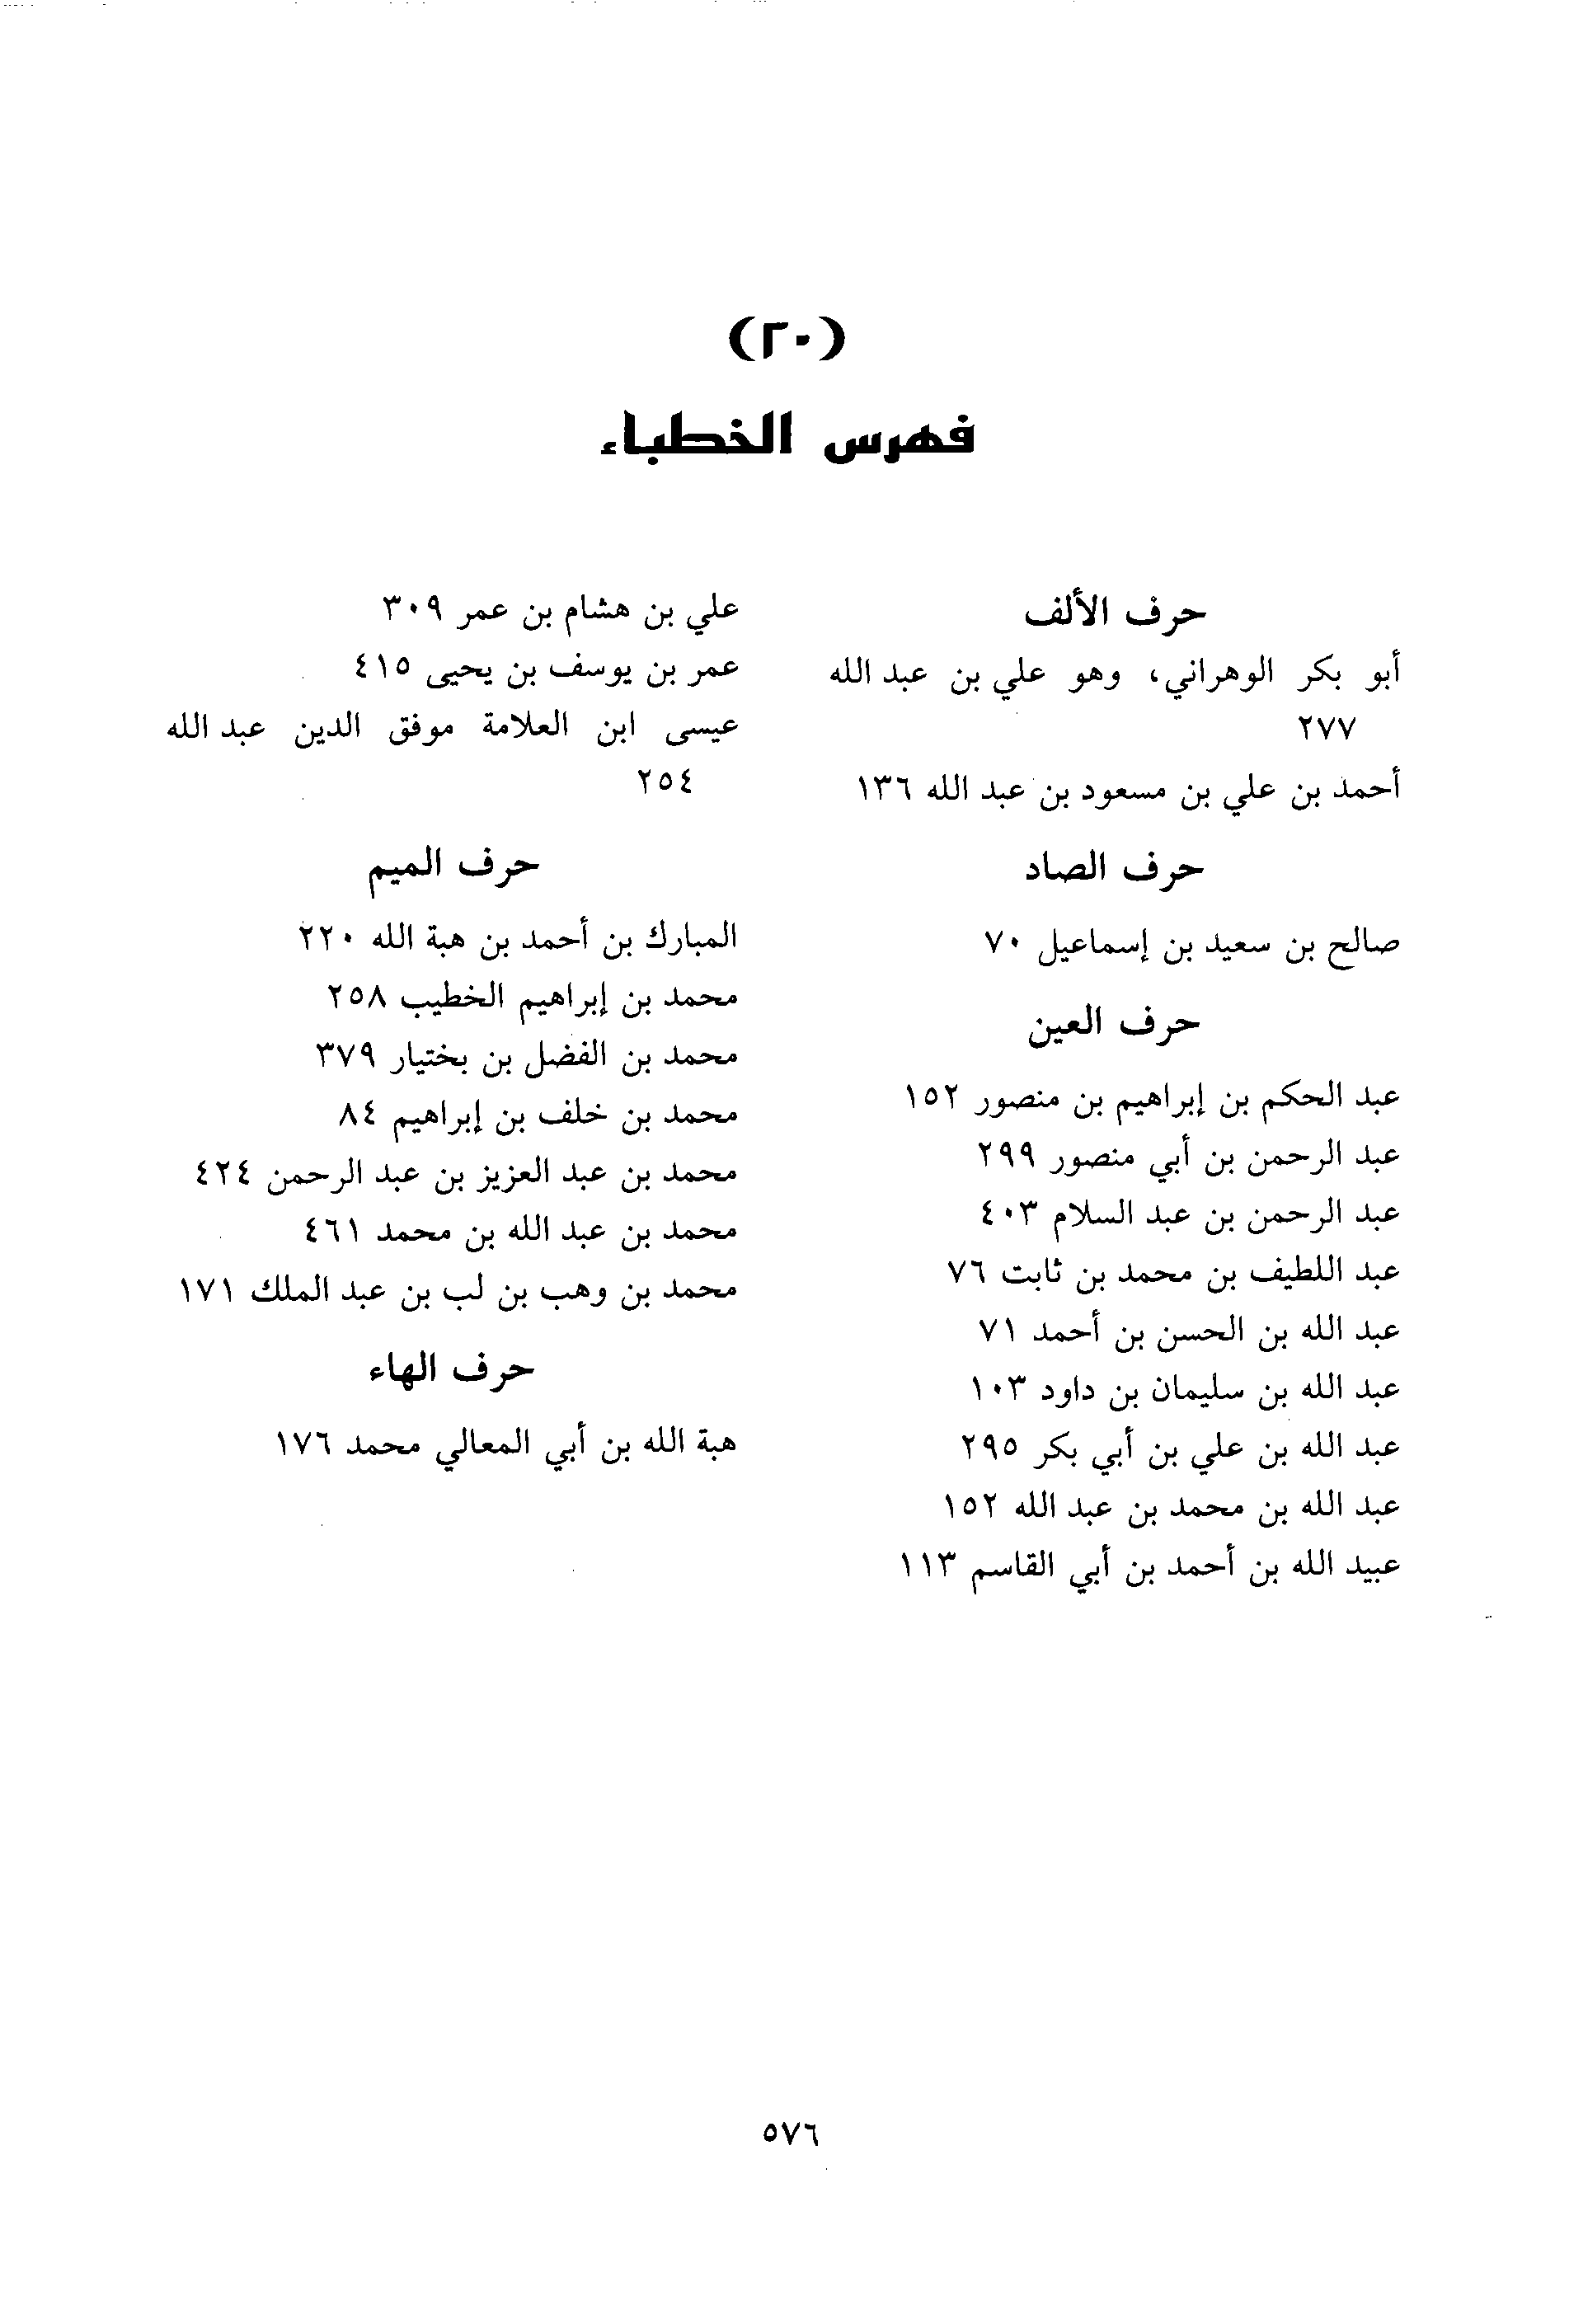 (٢٠)
فهرس الخطباء
حرف الألف
أبو بكر الوهراني، وهو علي بن عبد الله
٢٧٧
أحمد بن علي بن مسعود بن عبد الله ١٣٦
حرف الصاد
صالح بن سعيد بن إسماعيل ٧٠
حرف العين
عبد الحكم بن إبراهيم بن منصور ١٥٢
عبد الرحمن بن أبي منصور ٢٩٩
عبد الرحمن بن عبد السلام ٤٠٣
عبد اللطيف بن محمد بن ثابت ٧٦
عبد الله بن الحسن بن أحمد ٧١
عبد الله بن سليمان بن داود ١٠٣
عبد الله بن علي بن أبي بكر ٢٩٥
عبد الله بن محمد بن عبد الله ١٥٢
عبيد الله بن أحمد بن أبي القاسم ١١٣
علي بن هشام بن عمر ٣٠٩
عمر بن يوسف بن يحيى ٤١٥
عيسى ابن العلامة موفق الدين عبد الله
٢٥٤
حرف الميم
المبارك بن أحمد بن هبة الله ٢٢٠
محمد بن إبراهيم الخطيب ٢٥٨
محمد بن الفضل بن بختيار ٣٧٩
محمد بن خلف بن إبراهيم ٨٤
محمد بن عبد العزيز بن عبد الرحمن ٤٢٤
محمد بن عبد الله بن محمد ٤٦١
محمد بن وهب بن لب بن عبد الملك ١٧١
حرف الهاء
هبة الله بن أبي المعالي محمد ١٧٦
٥٧٦